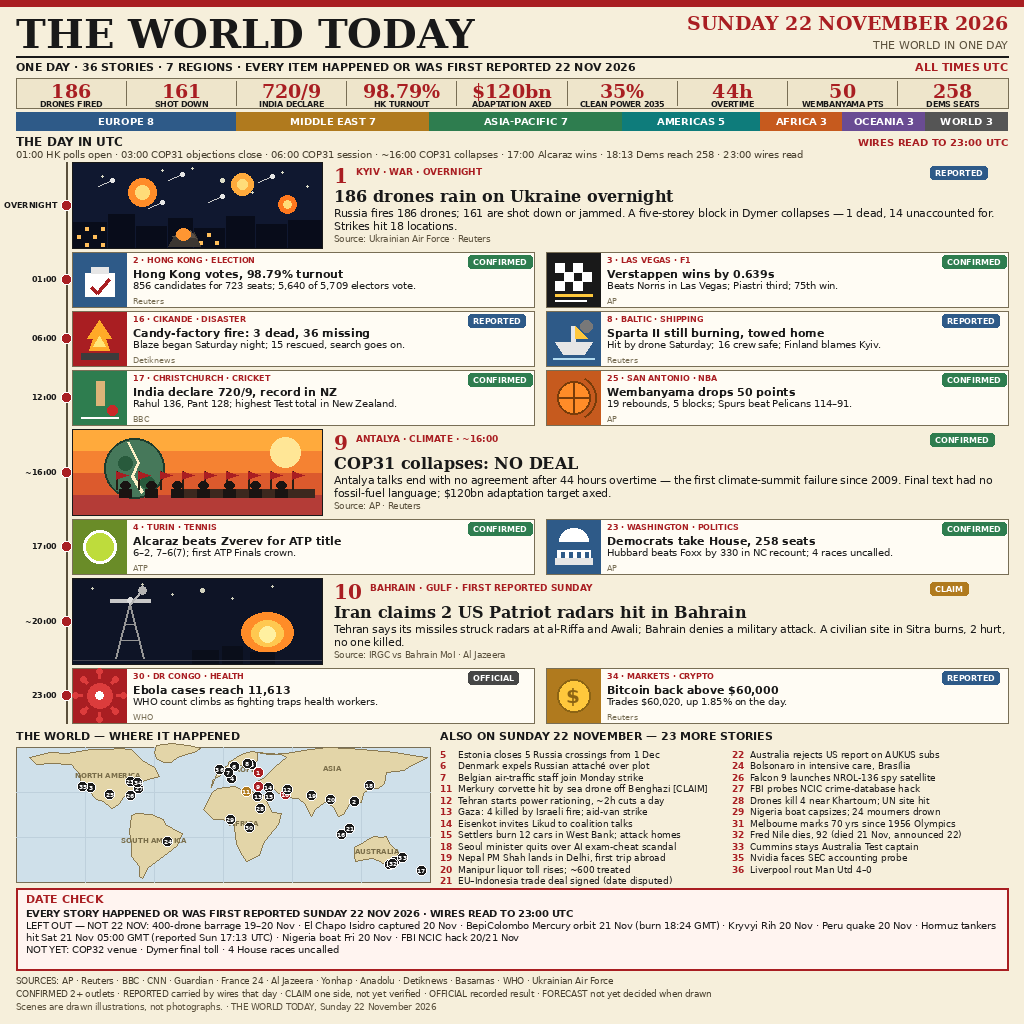 THE WORLD TODAY
SUNDAY 22 NOVEMBER 2026
THE WORLD IN ONE DAY
ONE DAY · 36 STORIES · 7 REGIONS · EVERY ITEM HAPPENED OR WAS FIRST REPORTED 22 NOV 2026
ALL TIMES UTC
186
DRONES FIRED
161
SHOT DOWN
720/9
INDIA DECLARE
98.79%
HK TURNOUT
$120bn
ADAPTATION AXED
35%
CLEAN POWER 2035
44h
OVERTIME
50
WEMBANYAMA PTS
258
DEMS SEATS
EUROPE 8
MIDDLE EAST 7
ASIA-PACIFIC 7
AMERICAS 5
AFRICA 3
OCEANIA 3
WORLD 3
THE DAY IN UTC
WIRES READ TO 23:00 UTC
01:00 HK polls open · 03:00 COP31 objections close · 06:00 COP31 session · ~16:00 COP31 collapses · 17:00 Alcaraz wins · 18:13 Dems reach 258 · 23:00 wires read
OVERNIGHT
1 KYIV · WAR · OVERNIGHT
REPORTED
186 drones rain on Ukraine overnight
Russia fires 186 drones; 161 are shot down or jammed. A five-storey block in Dymer collapses — 1 dead, 14 unaccounted for.
Strikes hit 18 locations.
Source: Ukrainian Air Force · Reuters
01:00
2 · HONG KONG · ELECTION
CONFIRMED
Hong Kong votes, 98.79% turnout
856 candidates for 723 seats; 5,640 of 5,709 electors vote.
Reuters
3 · LAS VEGAS · F1
CONFIRMED
Verstappen wins by 0.639s
Beats Norris in Las Vegas; Piastri third; 75th win.
AP
06:00
16 · CIKANDE · DISASTER
REPORTED
Candy-factory fire: 3 dead, 36 missing
Blaze began Saturday night; 15 rescued, search goes on.
Detiknews
8 · BALTIC · SHIPPING
REPORTED
Sparta II still burning, towed home
Hit by drone Saturday; 16 crew safe; Finland blames Kyiv.
Reuters
12:00
17 · CHRISTCHURCH · CRICKET
CONFIRMED
India declare 720/9, record in NZ
Rahul 136, Pant 128; highest Test total in New Zealand.
BBC
25 · SAN ANTONIO · NBA
CONFIRMED
Wembanyama drops 50 points
19 rebounds, 5 blocks; Spurs beat Pelicans 114–91.
AP
~16:00
9 ANTALYA · CLIMATE · ~16:00
CONFIRMED
COP31 collapses: NO DEAL
Antalya talks end with no agreement after 44 hours overtime — the first climate-summit failure since 2009. Final text had no
fossil-fuel language; $120bn adaptation target axed.
Source: AP · Reuters
17:00
4 · TURIN · TENNIS
CONFIRMED
Alcaraz beats Zverev for ATP title
6–2, 7–6(7); first ATP Finals crown.
ATP
23 · WASHINGTON · POLITICS
CONFIRMED
Democrats take House, 258 seats
Hubbard beats Foxx by 330 in NC recount; 4 races uncalled.
AP
~20:00
10 BAHRAIN · GULF · FIRST REPORTED SUNDAY
CLAIM
Iran claims 2 US Patriot radars hit in Bahrain
Tehran says its missiles struck radars at al-Riffa and Awali; Bahrain denies a military attack. A civilian site in Sitra burns, 2 hurt,
no one killed.
Source: IRGC vs Bahrain MoI · Al Jazeera
23:00
30 · DR CONGO · HEALTH
OFFICIAL
Ebola cases reach 11,613
WHO count climbs as fighting traps health workers.
WHO
$
34 · MARKETS · CRYPTO
REPORTED
Bitcoin back above $60,000
Trades $60,020, up 1.85% on the day.
Reuters
THE WORLD — WHERE IT HAPPENED
NORTH AMERICA
ASIA
SOUTH AMERICA
AUSTRALIA
ALSO ON SUNDAY 22 NOVEMBER — 23 MORE STORIES
5 Estonia closes 5 Russia crossings from 1 Dec
6 Denmark expels Russian attaché over plot
7 Belgian air-traffic staff join Monday strike
11 Merkury corvette hit by sea drone off Benghazi [CLAIM]
12 Tehran starts power rationing, ~2h cuts a day
13 Gaza: 4 killed by Israeli fire; aid-van strike
14 Eisenkot invites Likud to coalition talks
15 Settlers burn 12 cars in West Bank; attack homes
18 Seoul minister quits over AI exam-cheat scandal
19 Nepal PM Shah lands in Delhi, first trip abroad
20 Manipur liquor toll rises; ~600 treated
21 EU–Indonesia trade deal signed (date disputed)
22 Australia rejects US report on AUKUS subs
24 Bolsonaro in intensive care, Brasília
26 Falcon 9 launches NROL-136 spy satellite
27 FBI probes NCIC crime-database hack
28 Drones kill 4 near Khartoum; UN site hit
29 Nigeria boat capsizes; 24 mourners drown
31 Melbourne marks 70 yrs since 1956 Olympics
32 Fred Nile dies, 92 (died 21 Nov, announced 22)
33 Cummins stays Australia Test captain
35 Nvidia faces SEC accounting probe
36 Liverpool rout Man Utd 4–0
DATE CHECK
EVERY STORY HAPPENED OR WAS FIRST REPORTED SUNDAY 22 NOV 2026 · WIRES READ TO 23:00 UTC
LEFT OUT — NOT 22 NOV: 400-drone barrage 19–20 Nov · El Chapo Isidro captured 20 Nov · BepiColombo Mercury orbit 21 Nov (burn 18:24 GMT) · Kryvyi Rih 20 Nov · Peru quake 20 Nov · Hormuz tankers
hit Sat 21 Nov 05:00 GMT (reported Sun 17:13 UTC) · Nigeria boat Fri 20 Nov · FBI NCIC hack 20/21 Nov
NOT YET: COP32 venue · Dymer final toll · 4 House races uncalled
SOURCES: AP · Reuters · BBC · CNN · Guardian · France 24 · Al Jazeera · Yonhap · Anadolu · Detiknews · Basarnas · WHO · Ukrainian Air Force
CONFIRMED 2+ outlets · REPORTED carried by wires that day · CLAIM one side, not yet verified · OFFICIAL recorded result · FORECAST not yet decided when drawn
Scenes are drawn illustrations, not photographs. · THE WORLD TODAY, Sunday 22 November 2026